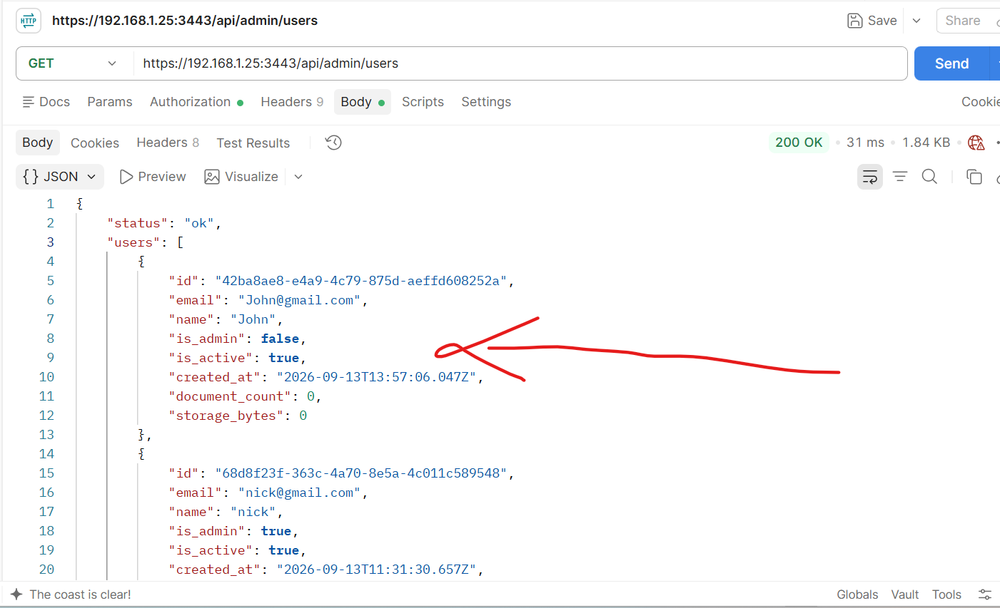 HTTP https://192.168.1.25:3443/api/admin/users Save Share
GET https://192.168.1.25:3443/api/admin/users Send
Docs Params Authorization Headers 9 Body Scripts Settings
Body Cookies Headers 8 Test Results 200 OK 31 ms 1.84 KB
{} JSON Preview Visualize
1 {
2 "status": "ok",
3 "users": [
4 {
5 "id": "42ba8ae8-e4a9-4c79-875d-aeffd608252a",
6 "email": "John@gmail.com",
7 "name": "John",
8 "is_admin": false,
9 "is_active": true,
10 "created_at": "2026-09-13T13:57:06.047Z",
11 "document_count": 0,
12 "storage_bytes": 0
13 },
14 {
15 "id": "68d8f23f-363c-4a70-8e5a-4c011c589548",
16 "email": "nick@gmail.com",
17 "name": "nick",
18 "is_admin": true,
19 "is_active": true,
20 "created_at": "2026-09-13T11:31:30.657Z",
The coast is clear! Globals Vault Tools